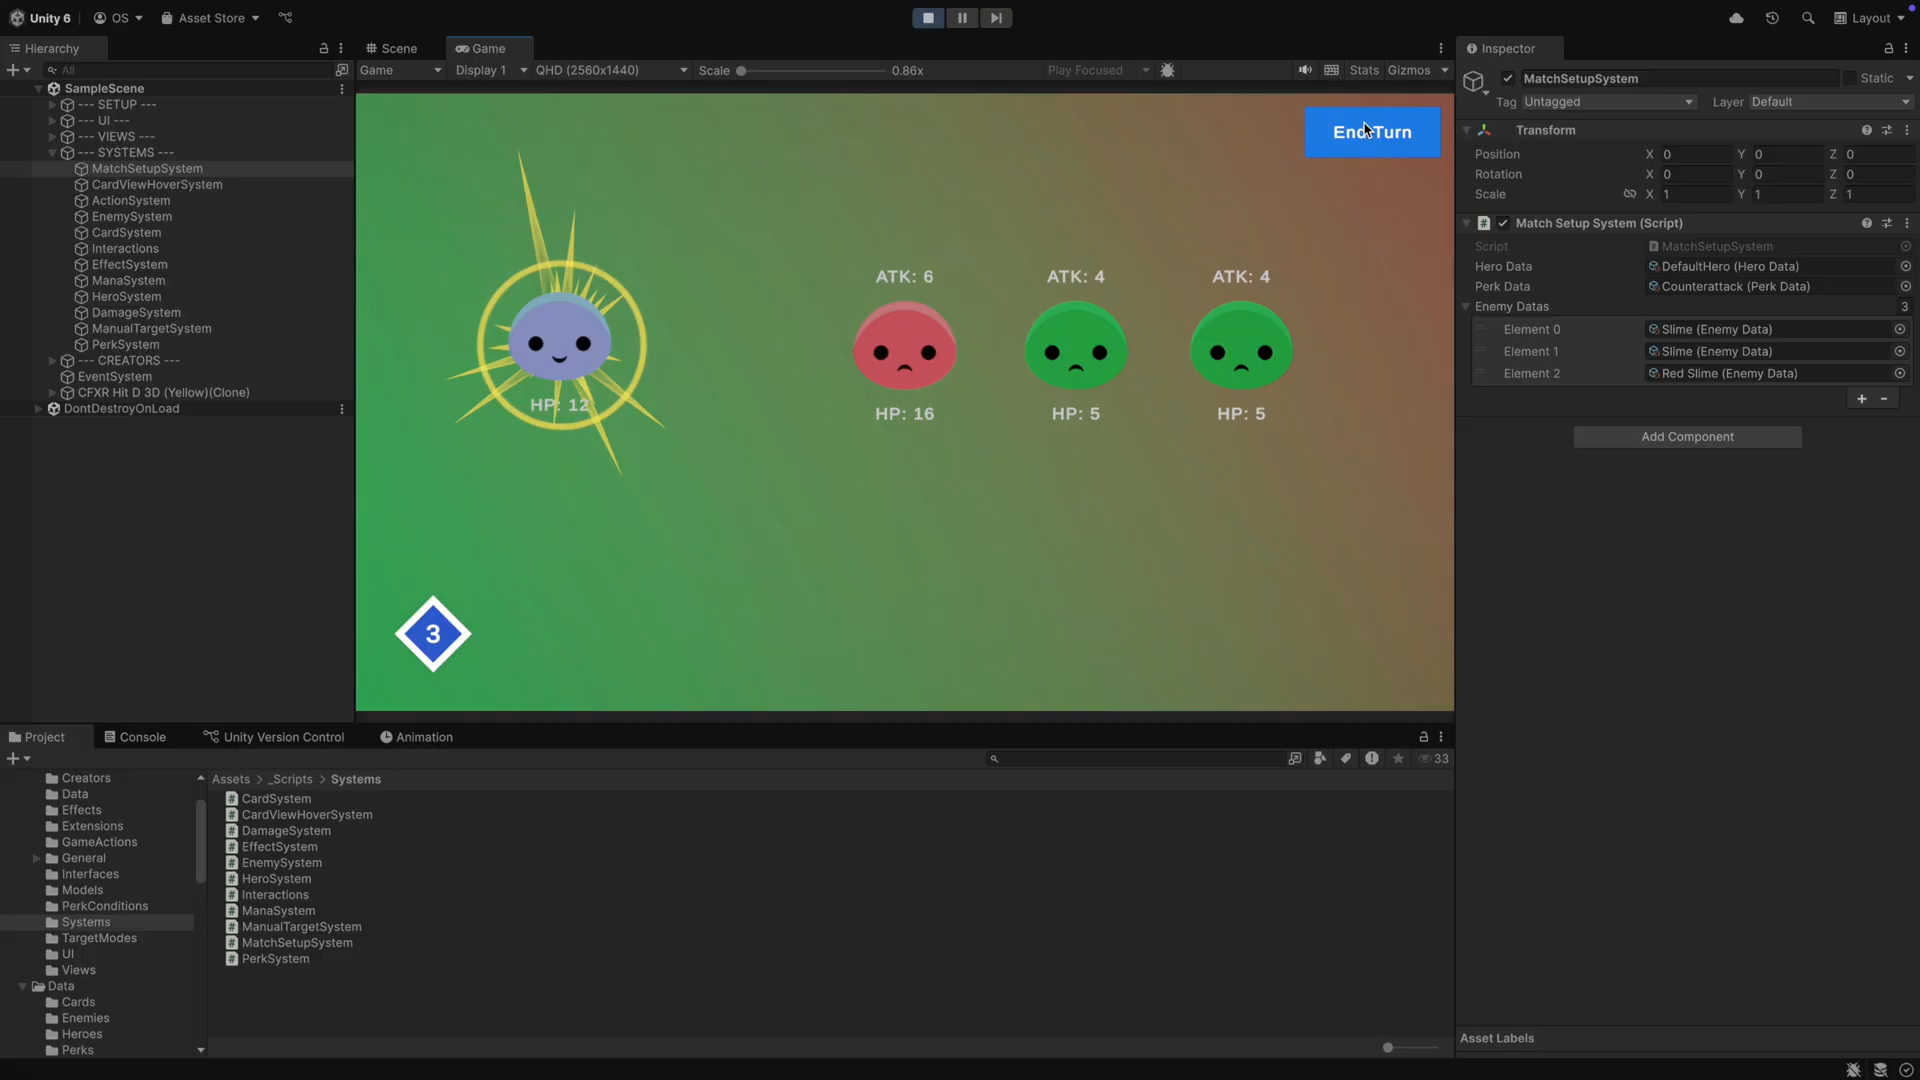 Unity 6
OS
Asset Store
Layout
Hierarchy
Scene
Game
Inspector
All
Game
Display 1
QHD (2560x1440)
Scale
0.86x
Play Focused
Stats
Gizmos
SampleScene
--- SETUP ---
--- UI ---
--- VIEWS ---
--- SYSTEMS ---
MatchSetupSystem
CardViewHoverSystem
ActionSystem
EnemySystem
CardSystem
Interactions
EffectSystem
ManaSystem
HeroSystem
DamageSystem
ManualTargetSystem
PerkSystem
--- CREATORS ---
EventSystem
CFXR Hit D 3D (Yellow)(Clone)
DontDestroyOnLoad
End Turn
ATK: 6
ATK: 4
ATK: 4
HP: 12
HP: 16
HP: 5
HP: 5
3
MatchSetupSystem
Static
Tag
Untagged
Layer
Default
Transform
Position
X 0
Y 0
Z 0
Rotation
X 0
Y 0
Z 0
Scale
X 1
Y 1
Z 1
Match Setup System (Script)
Script
MatchSetupSystem
Hero Data
DefaultHero (Hero Data)
Perk Data
Counterattack (Perk Data)
Enemy Datas
3
Element 0
Slime (Enemy Data)
Element 1
Slime (Enemy Data)
Element 2
Red Slime (Enemy Data)
Add Component
Asset Labels
Project
Console
Unity Version Control
Animation
33
Creators
Data
Effects
Extensions
GameActions
General
Interfaces
Models
PerkConditions
Systems
TargetModes
UI
Views
Data
Cards
Enemies
Heroes
Perks
Assets > _Scripts > Systems
CardSystem
CardViewHoverSystem
DamageSystem
EffectSystem
EnemySystem
HeroSystem
Interactions
ManaSystem
ManualTargetSystem
MatchSetupSystem
PerkSystem